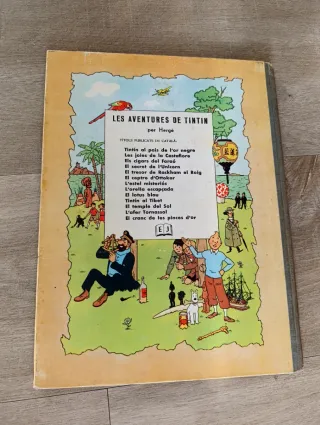 LES AVENTURES DE TINTIN
per Hergé
TÍTOLS PUBLICATS EN CATALÀ:
Tintín al país de l'or negre
Les joies de la Castafiore
Els cigars del Faraó
El secret de l'Unicorn
El tresor de Rackham el Roig
El ceptre d'Ottokar
L'estel misteriós
L'orella escapçada
El lotus blau
Tintín al Tibet
El temple del Sol
L'afer Tornassol
El cranc de les pinces d'or
EJ